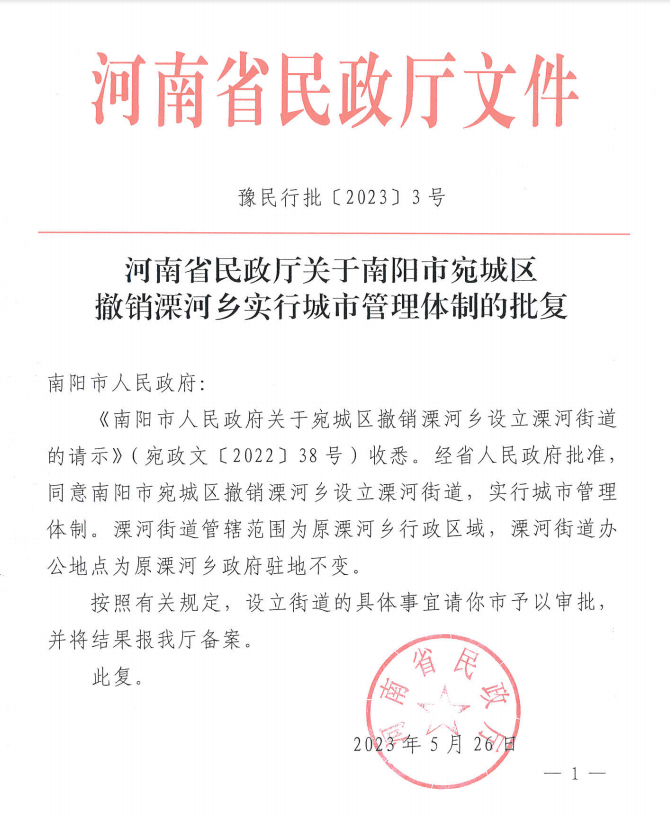 河南省民政厅文件
豫民行批〔2023〕3号
河南省民政厅关于南阳市宛城区
撤销溧河乡实行城市管理体制的批复
南阳市人民政府：
《南阳市人民政府关于宛城区撤销溧河乡设立溧河街道
的请示》（宛政文〔2022〕38号）收悉。经省人民政府批准，
同意南阳市宛城区撤销溧河乡设立溧河街道，实行城市管理
体制。溧河街道管辖范围为原溧河乡行政区域，溧河街道办
公地点为原溧河乡政府驻地不变。
按照有关规定，设立街道的具体事宜请你市予以审批，
并将结果报我厅备案。
此复。
河南省民政厅
2023年5月26日
— 1 —